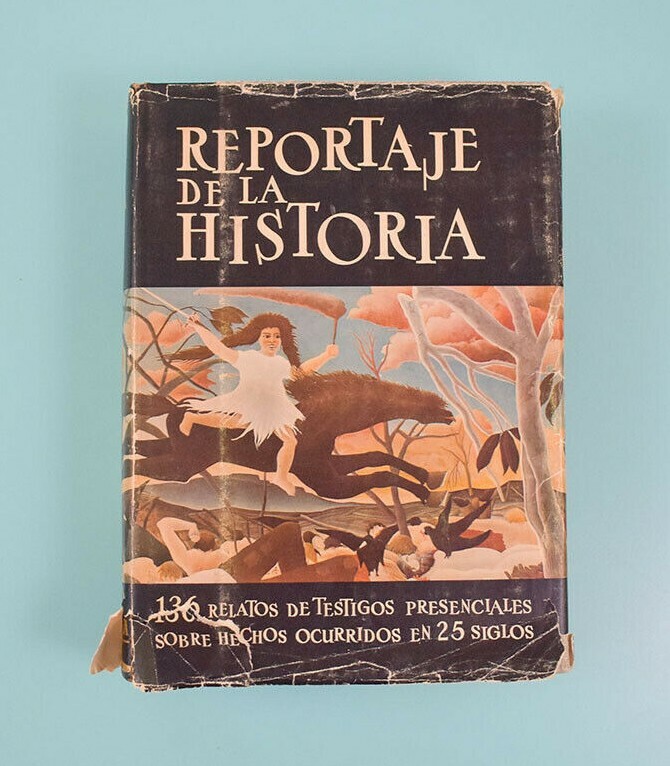 REPORTAJE
DE LA
HISTORIA
136 RELATOS DE TESTIGOS PRESENCIALES
SOBRE HECHOS OCURRIDOS EN 25 SIGLOS